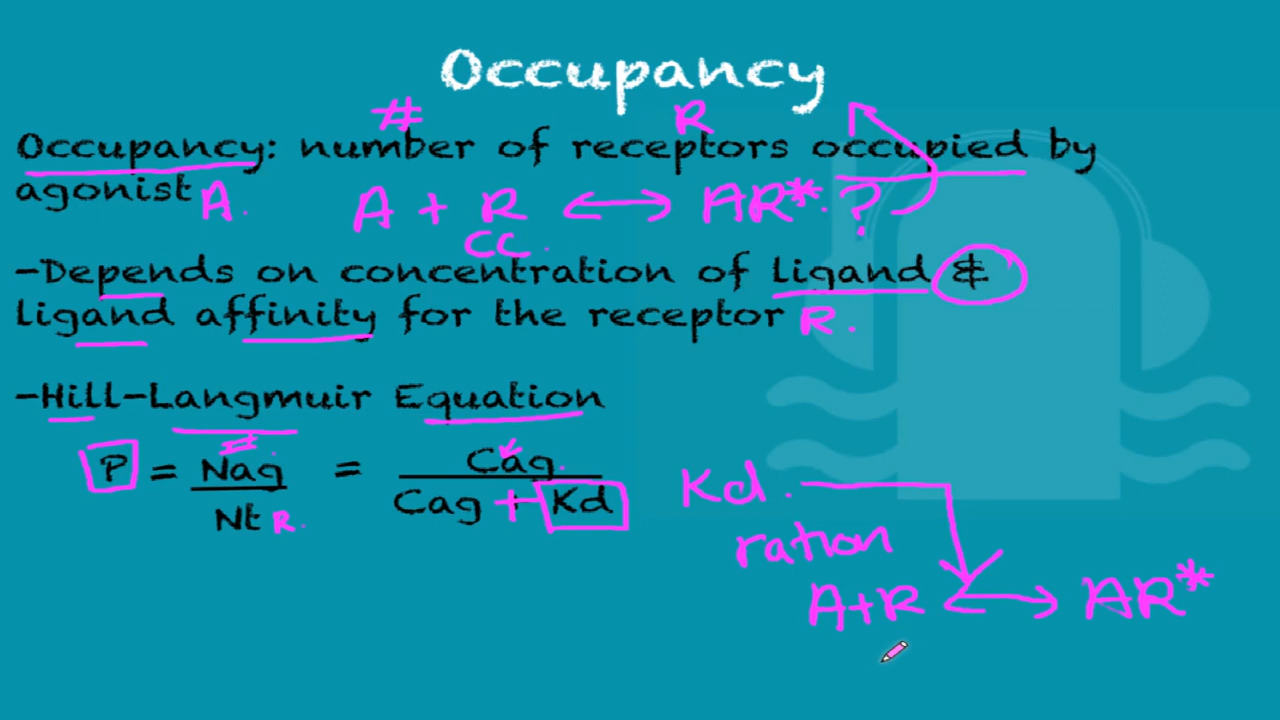 Occupancy
# R
Occupancy: number of receptors occupied by
agonist A. A + R ⟷ AR*. ?
CC.
-Depends on concentration of ligand &
ligand affinity for the receptor R.
-Hill-Langmuir Equation
P = Nag = Cag.
Nt R. Cag + Kd
Kd.
ration
A+R ⟷ AR*